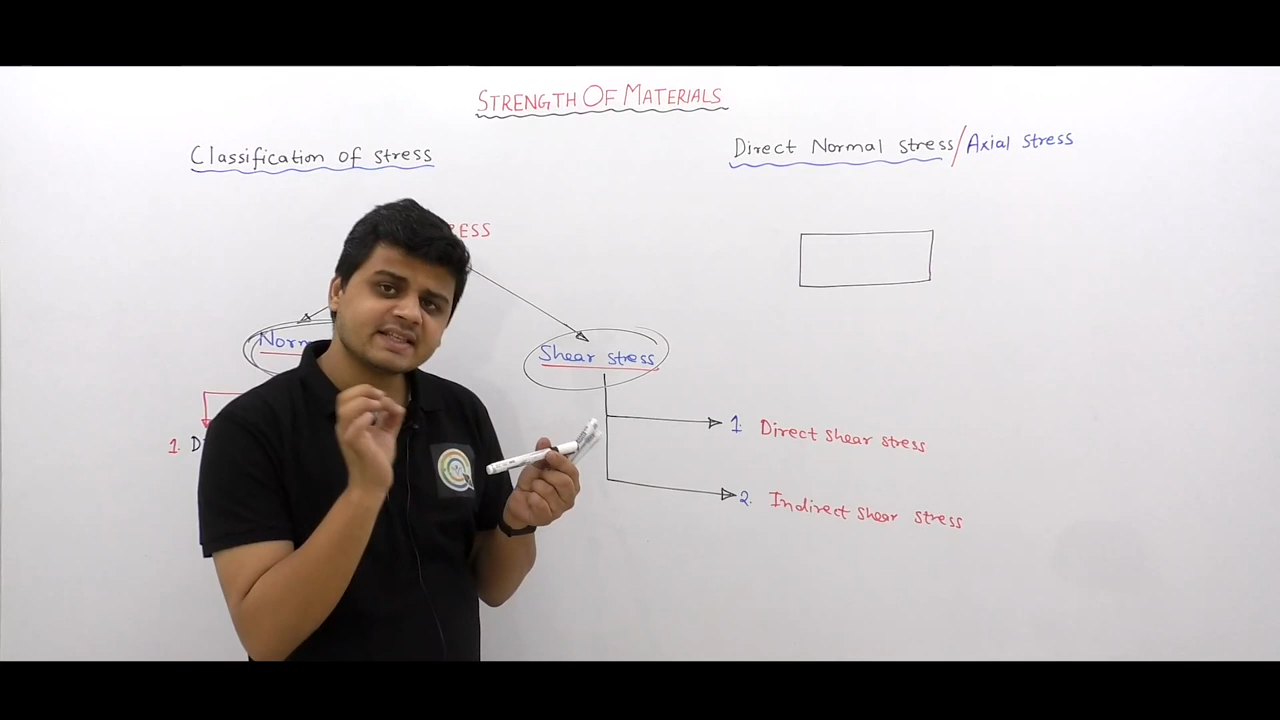 STRENGTH OF MATERIALS
Classification of stress
Direct Normal stress/Axial stress
Shear stress
1. Direct shear stress
2. Indirect shear stress
1.